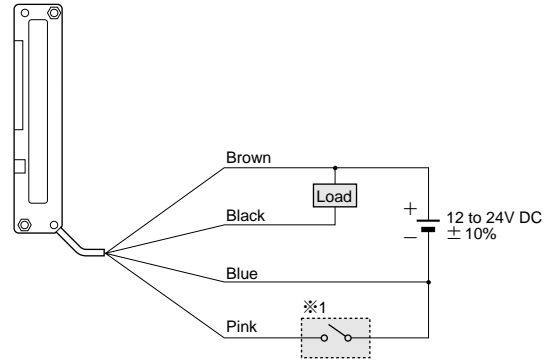 Brown
Load
Black
+
12 to 24V DC
± 10%
−
Blue
※1
Pink